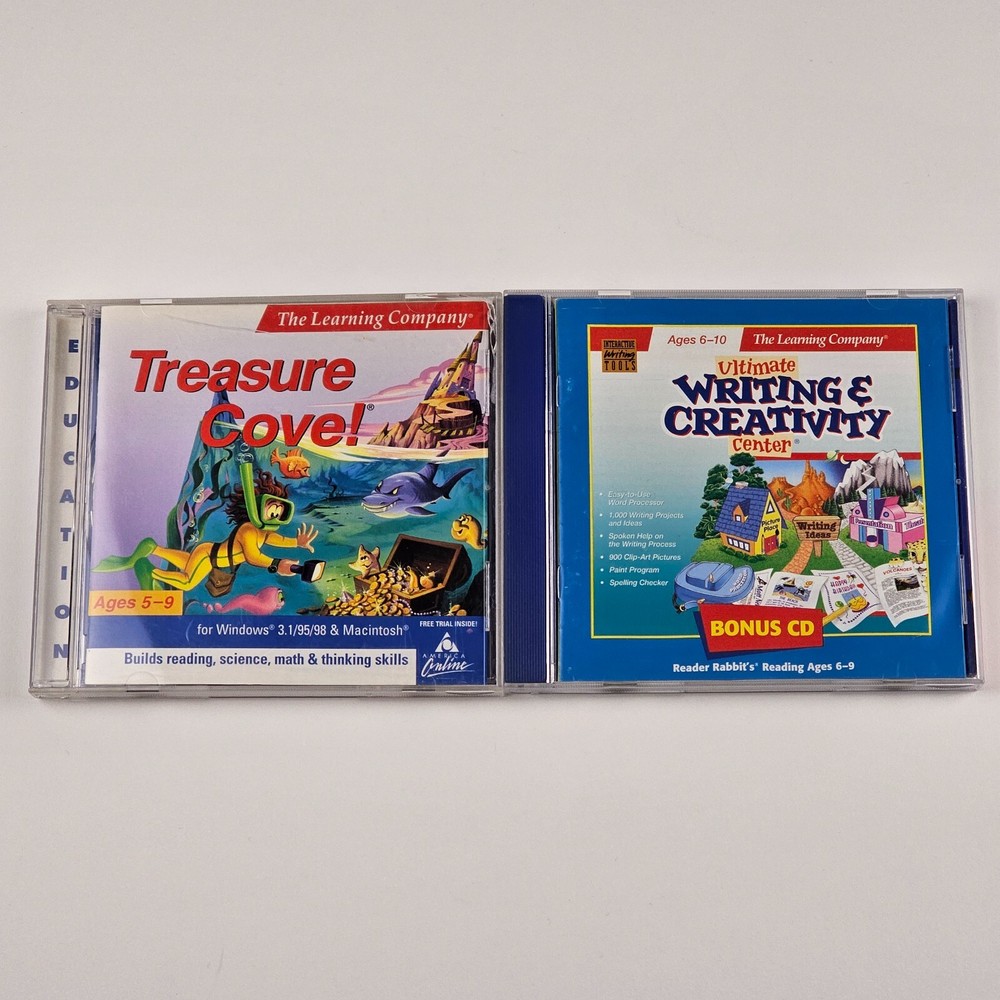 EDUCATION
The Learning Company®
Treasure
Cove!®
Ages 5–9
for Windows® 3.1/95/98 & Macintosh®
Builds reading, science, math & thinking skills
FREE TRIAL INSIDE!
AMERICA
Online
INTERACTIVE
Writing
TOOLS
Ages 6–10
The Learning Company®
Ultimate
WRITING &
CREATIVITY
Center®
• Easy-to-Use
Word Processor
• 1,000 Writing Projects
and Ideas
• Spoken Help on
the Writing Process
• 900 Clip-Art Pictures
• Paint Program
• Spelling Checker
Picture
Place
Writing
Ideas
Presentation
VOLCANOES
BONUS CD
Reader Rabbit's® Reading Ages 6–9